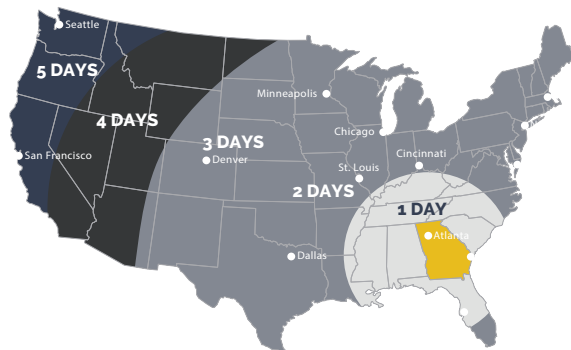 Seattle
5 DAYS
Minneapolis
4 DAYS
Chicago
3 DAYS
San Francisco
Denver
Cincinnati
St. Louis
2 DAYS
1 DAY
Atlanta
Dallas